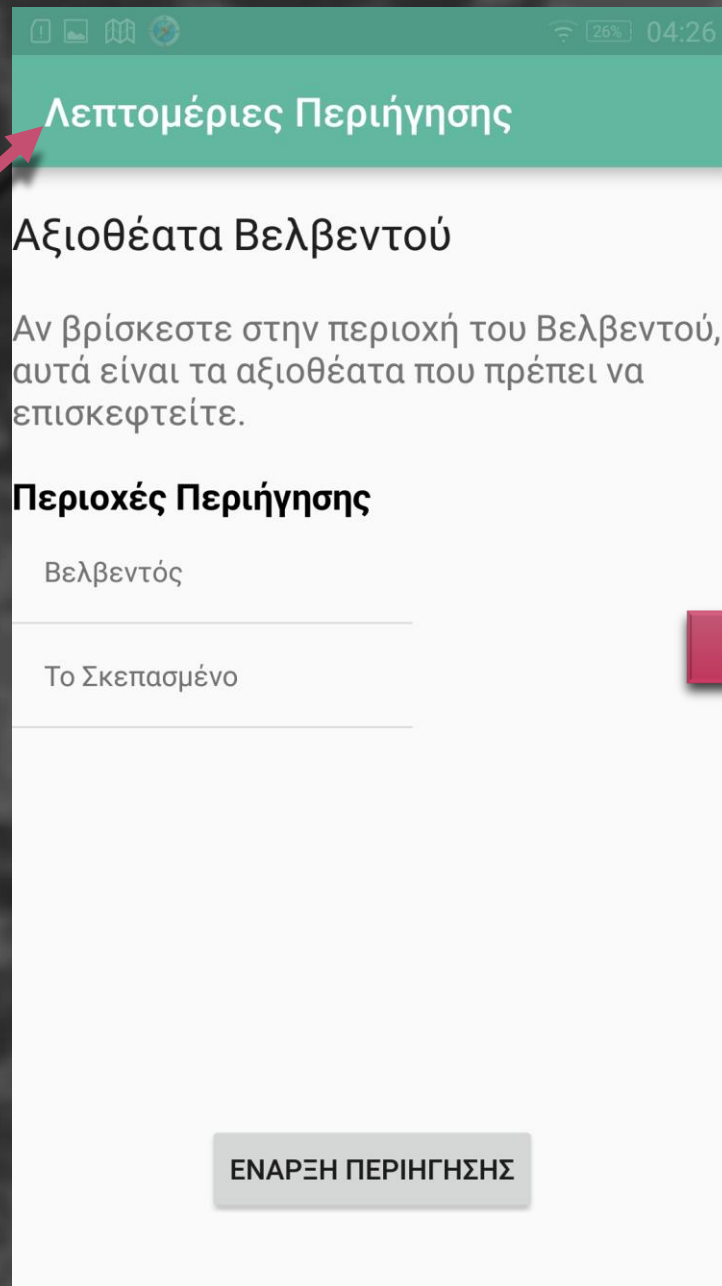 26% 04:26
Λεπτομέριες Περιήγησης
Αξιοθέατα Βελβεντού
Αν βρίσκεστε στην περιοχή του Βελβεντού,
αυτά είναι τα αξιοθέατα που πρέπει να
επισκεφτείτε.
Περιοχές Περιήγησης
Βελβεντός
Το Σκεπασμένο
ΕΝΑΡΞΗ ΠΕΡΙΗΓΗΣΗΣ